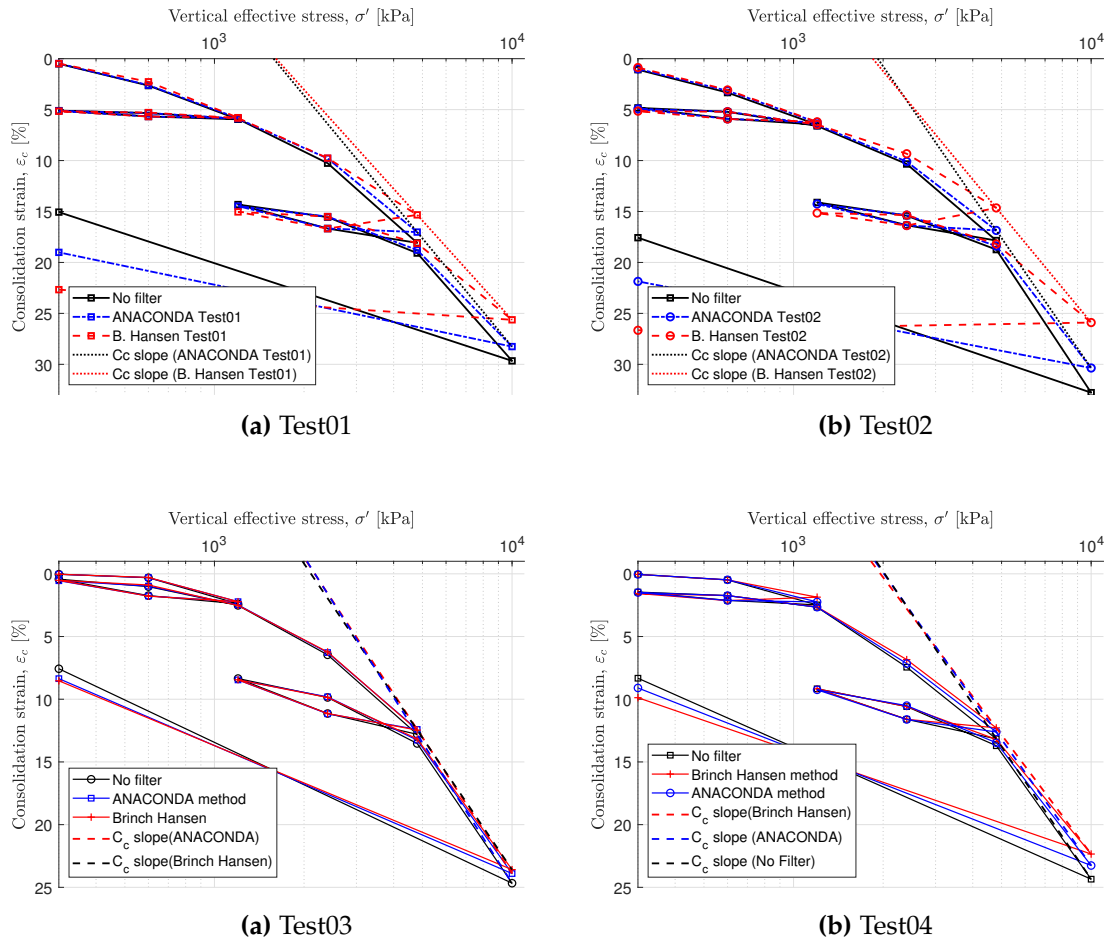 Vertical effective stress, σ′ [kPa]
10³
10⁴
Consolidation strain, ε_c [%]
0
5
10
15
20
25
30
No filter
ANACONDA Test01
B. Hansen Test01
Cc slope (ANACONDA Test01)
Cc slope (B. Hansen Test01)
(a) Test01
Vertical effective stress, σ′ [kPa]
10³
10⁴
Consolidation strain, ε_c [%]
0
5
10
15
20
25
30
No filter
ANACONDA Test02
B. Hansen Test02
Cc slope (ANACONDA Test02)
Cc slope (B. Hansen Test02)
(b) Test02
Vertical effective stress, σ′ [kPa]
10³
10⁴
Consolidation strain, ε_c [%]
0
5
10
15
20
25
No filter
ANACONDA method
Brinch Hansen
C_c slope(ANACONDA)
C_c slope(Brinch Hansen)
(a) Test03
Vertical effective stress, σ′ [kPa]
10³
10⁴
Consolidation strain, ε_c [%]
0
5
10
15
20
25
No filter
Brinch Hansen method
ANACONDA method
C_c slope(Brinch Hansen)
C_c slope (ANACONDA)
C_c slope (No Filter)
(b) Test04